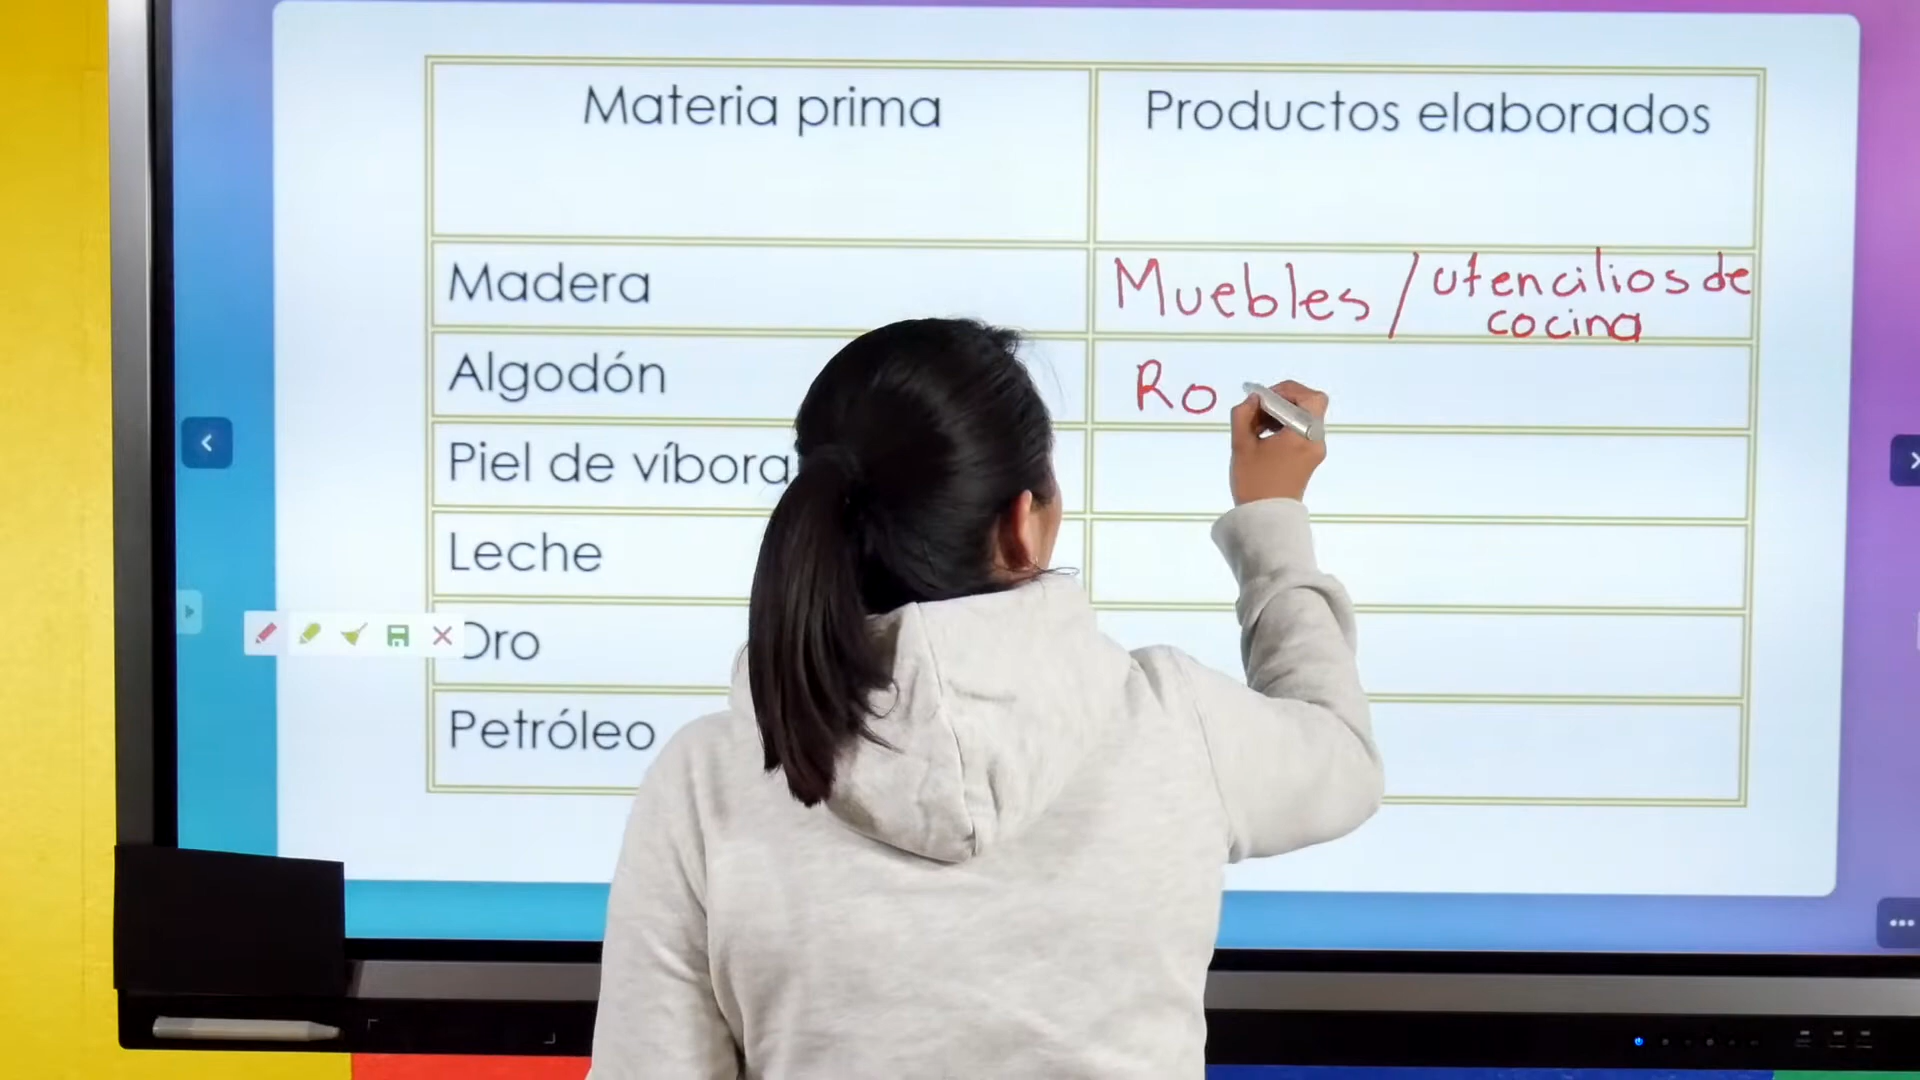 Materia prima
Productos elaborados
Madera
Muebles / utencilios de
cocina
Algodón
Ro
Piel de víbora
Leche
Oro
Petróleo